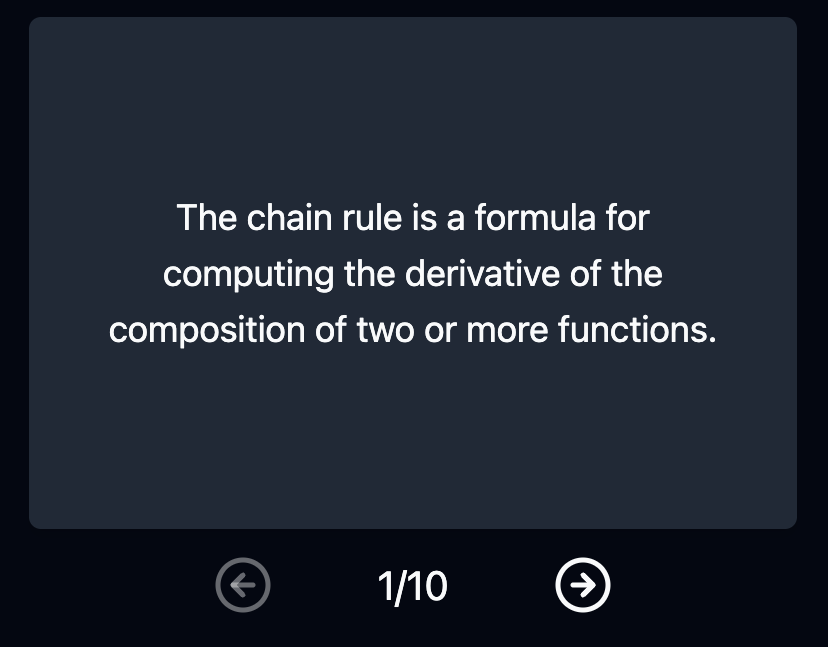 The chain rule is a formula for
computing the derivative of the
composition of two or more functions.
1/10